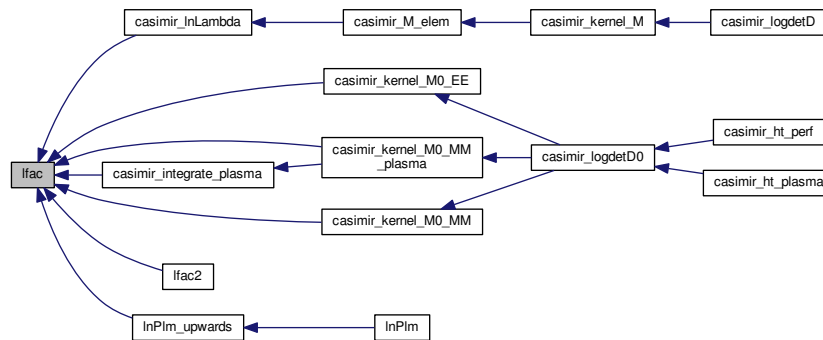 casimir_lnLambda
casimir_M_elem
casimir_kernel_M
casimir_logdetD
casimir_kernel_M0_EE
casimir_kernel_M0_MM
_plasma
casimir_logdetD0
casimir_ht_perf
lfac
casimir_integrate_plasma
casimir_ht_plasma
casimir_kernel_M0_MM
lfac2
lnPlm_upwards
lnPlm